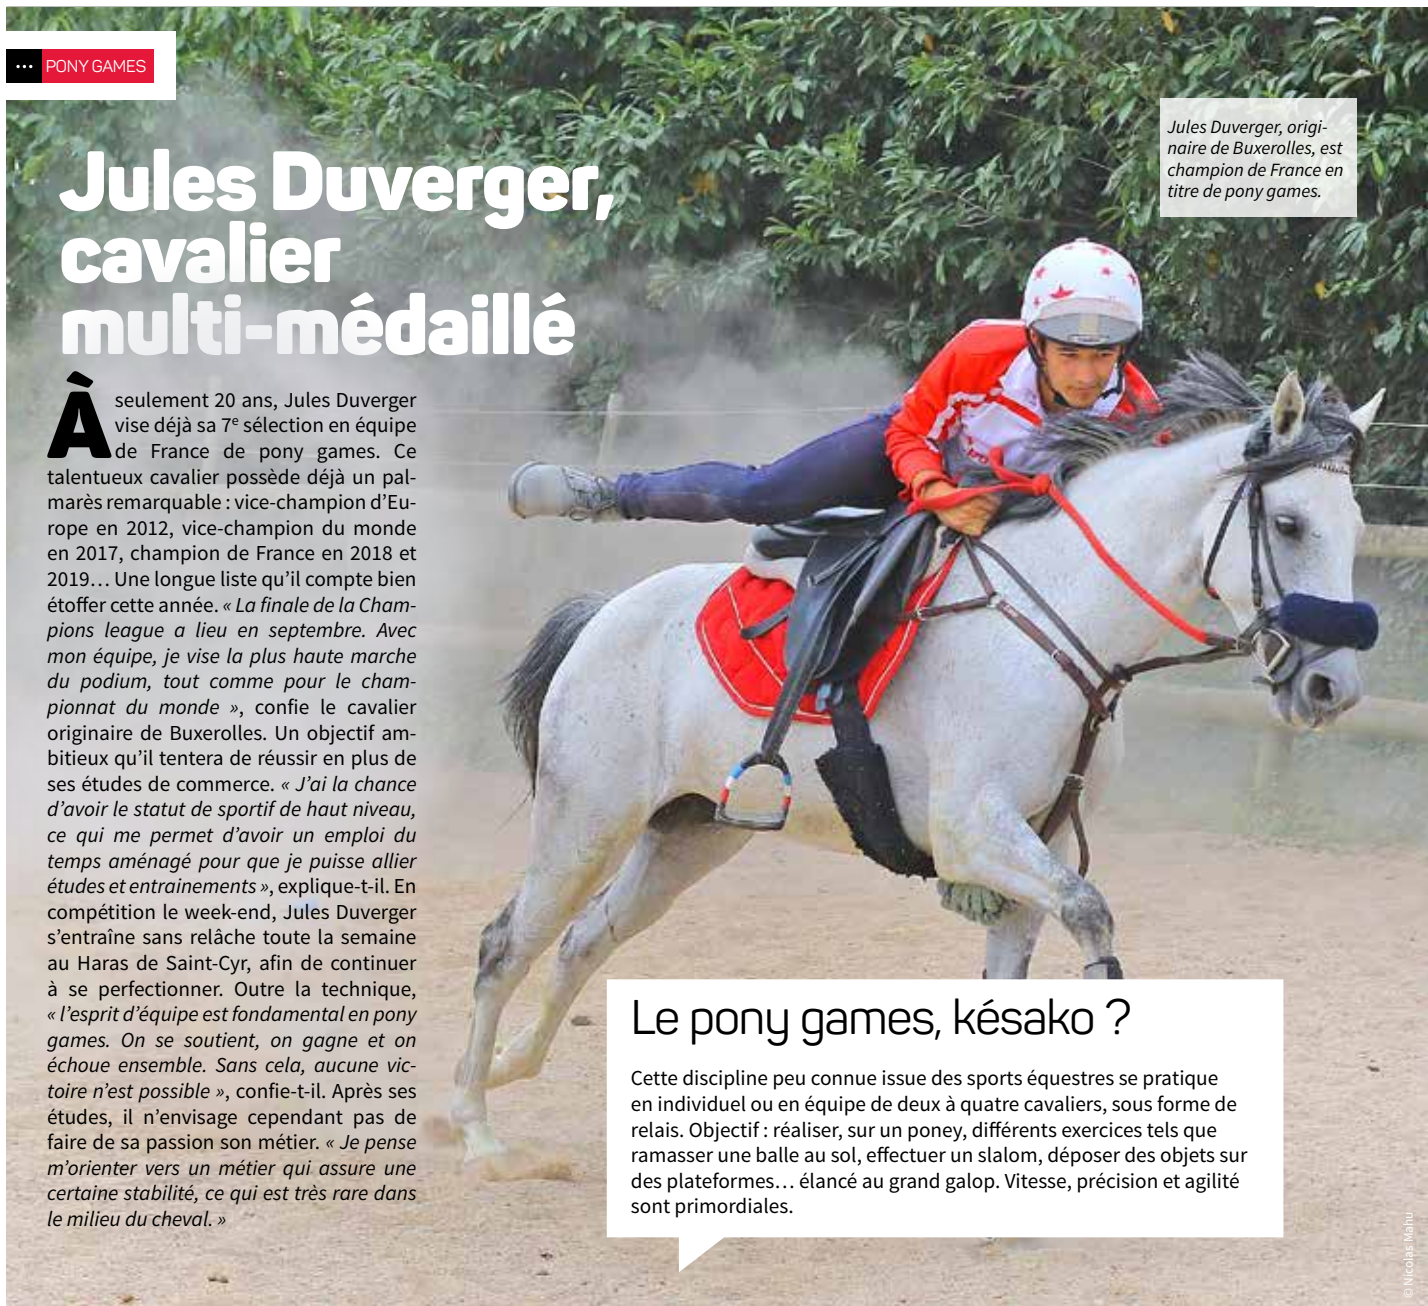 ... PONY GAMES
Jules Duverger, origi-
naire de Buxerolles, est
champion de France en
titre de pony games.
Jules Duverger,
cavalier
multi-médaillé
À seulement 20 ans, Jules Duverger
vise déjà sa 7e sélection en équipe
de France de pony games. Ce
talentueux cavalier possède déjà un pal-
marès remarquable : vice-champion d’Eu-
rope en 2012, vice-champion du monde
en 2017, champion de France en 2018 et
2019… Une longue liste qu’il compte bien
étoffer cette année. « La finale de la Cham-
pions league a lieu en septembre. Avec
mon équipe, je vise la plus haute marche
du podium, tout comme pour le cham-
pionnat du monde », confie le cavalier
originaire de Buxerolles. Un objectif am-
bitieux qu’il tentera de réussir en plus de
ses études de commerce. « J’ai la chance
d’avoir le statut de sportif de haut niveau,
ce qui me permet d’avoir un emploi du
temps aménagé pour que je puisse allier
études et entrainements », explique-t-il. En
compétition le week-end, Jules Duverger
s’entraîne sans relâche toute la semaine
au Haras de Saint-Cyr, afin de continuer
à se perfectionner. Outre la technique,
« l’esprit d’équipe est fondamental en pony
games. On se soutient, on gagne et on
échoue ensemble. Sans cela, aucune vic-
toire n’est possible », confie-t-il. Après ses
études, il n’envisage cependant pas de
faire de sa passion son métier. « Je pense
m’orienter vers un métier qui assure une
certaine stabilité, ce qui est très rare dans
le milieu du cheval. »
Le pony games, késako ?
Cette discipline peu connue issue des sports équestres se pratique
en individuel ou en équipe de deux à quatre cavaliers, sous forme de
relais. Objectif : réaliser, sur un poney, différents exercices tels que
ramasser une balle au sol, effectuer un slalom, déposer des objets sur
des plateformes… élancé au grand galop. Vitesse, précision et agilité
sont primordiales.
© Nicolas Mahu